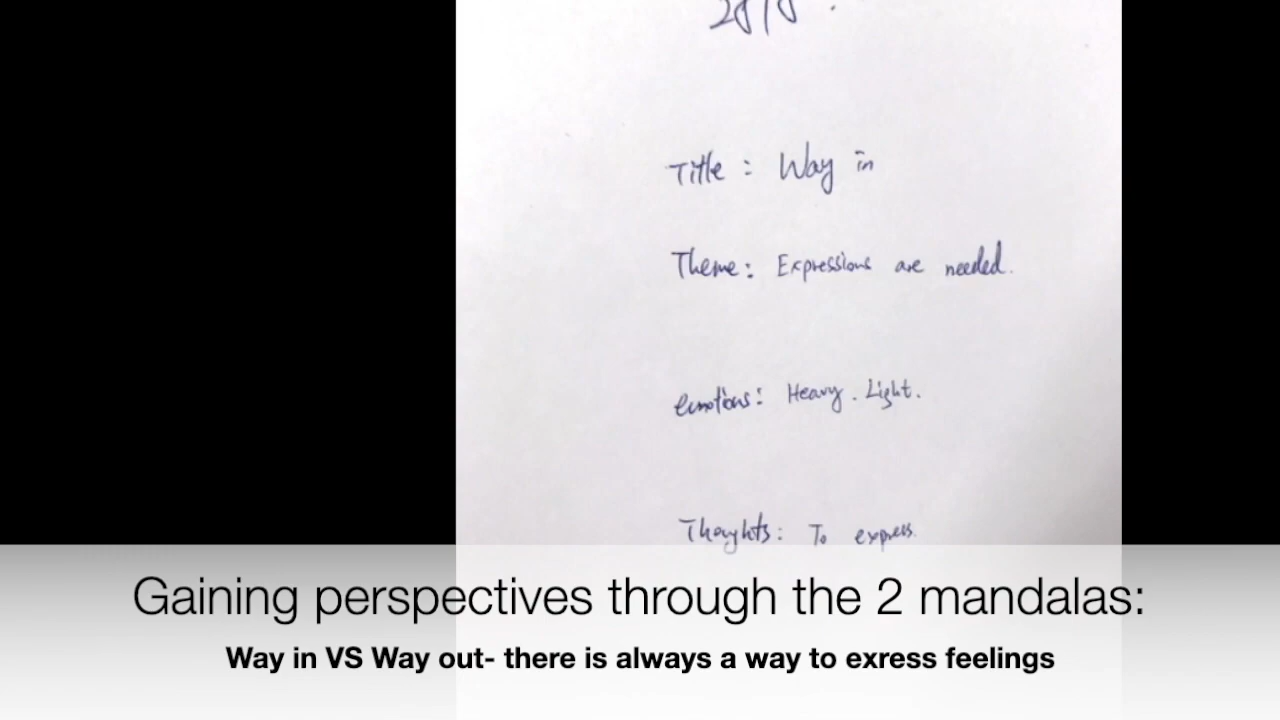 Title : Way in
Theme : Expressions are needed.
emotions : Heavy . Light .
Thoughts : To express.
Gaining perspectives through the 2 mandalas:
Way in VS Way out- there is always a way to exress feelings